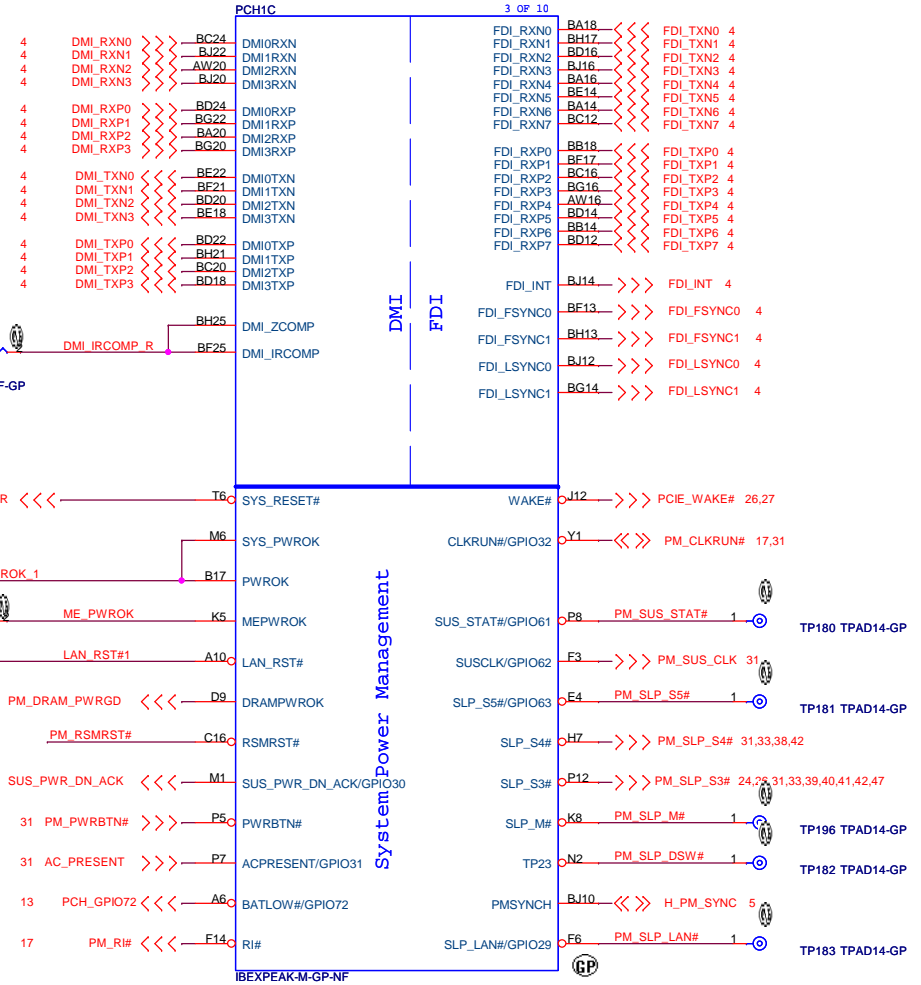 PCH1C 3 OF 10
4 DMI_RXN0 BC24 DMI0RXN
4 DMI_RXN1 BJ22 DMI1RXN
4 DMI_RXN2 AW20 DMI2RXN
4 DMI_RXN3 BJ20 DMI3RXN
4 DMI_RXP0 BD24 DMI0RXP
4 DMI_RXP1 BG22 DMI1RXP
4 DMI_RXP2 BA20 DMI2RXP
4 DMI_RXP3 BG20 DMI3RXP
4 DMI_TXN0 BE22 DMI0TXN
4 DMI_TXN1 BF21 DMI1TXN
4 DMI_TXN2 BD20 DMI2TXN
4 DMI_TXN3 BE18 DMI3TXN
4 DMI_TXP0 BD22 DMI0TXP
4 DMI_TXP1 BH21 DMI1TXP
4 DMI_TXP2 BC20 DMI2TXP
4 DMI_TXP3 BD18 DMI3TXP
BH25 DMI_ZCOMP
DMI_IRCOMP_R BF25 DMI_IRCOMP
F-GP
DMI
FDI
FDI_RXN0 BA18 FDI_TXN0 4
FDI_RXN1 BH17 FDI_TXN1 4
FDI_RXN2 BD16 FDI_TXN2 4
FDI_RXN3 BJ16 FDI_TXN3 4
FDI_RXN4 BA16 FDI_TXN4 4
FDI_RXN5 BE14 FDI_TXN5 4
FDI_RXN6 BA14 FDI_TXN6 4
FDI_RXN7 BC12 FDI_TXN7 4
FDI_RXP0 BB18 FDI_TXP0 4
FDI_RXP1 BF17 FDI_TXP1 4
FDI_RXP2 BC16 FDI_TXP2 4
FDI_RXP3 BG16 FDI_TXP3 4
FDI_RXP4 AW16 FDI_TXP4 4
FDI_RXP5 BD14 FDI_TXP5 4
FDI_RXP6 BB14 FDI_TXP6 4
FDI_RXP7 BD12 FDI_TXP7 4
FDI_INT BJ14 FDI_INT 4
FDI_FSYNC0 BF13 FDI_FSYNC0 4
FDI_FSYNC1 BH13 FDI_FSYNC1 4
FDI_LSYNC0 BJ12 FDI_LSYNC0 4
FDI_LSYNC1 BG14 FDI_LSYNC1 4
R T6 SYS_RESET#
M6 SYS_PWROK
ROK_1 B17 PWROK
ME_PWROK K5 MEPWROK
LAN_RST#1 A10 LAN_RST#
PM_DRAM_PWRGD D9 DRAMPWROK
PM_RSMRST# C16 RSMRST#
SUS_PWR_DN_ACK M1 SUS_PWR_DN_ACK/GPIO30
31 PM_PWRBTN# P5 PWRBTN#
31 AC_PRESENT P7 ACPRESENT/GPIO31
13 PCH_GPIO72 A6 BATLOW#/GPIO72
17 PM_RI# F14 RI#
System Power Management
WAKE# J12 PCIE_WAKE# 26,27
CLKRUN#/GPIO32 Y1 PM_CLKRUN# 17,31
SUS_STAT#/GPIO61 P8 PM_SUS_STAT# 1 TP180 TPAD14-GP
SUSCLK/GPIO62 F3 PM_SUS_CLK 31
SLP_S5#/GPIO63 E4 PM_SLP_S5# 1 TP181 TPAD14-GP
SLP_S4# H7 PM_SLP_S4# 31,33,38,42
SLP_S3# P12 PM_SLP_S3# 24,28,31,33,39,40,41,42,47
SLP_M# K8 PM_SLP_M# 1 TP196 TPAD14-GP
TP23 N2 PM_SLP_DSW# 1 TP182 TPAD14-GP
PMSYNCH BJ10 H_PM_SYNC 5
SLP_LAN#/GPIO29 F6 PM_SLP_LAN# 1 TP183 TPAD14-GP
GP
IBEXPEAK-M-GP-NF